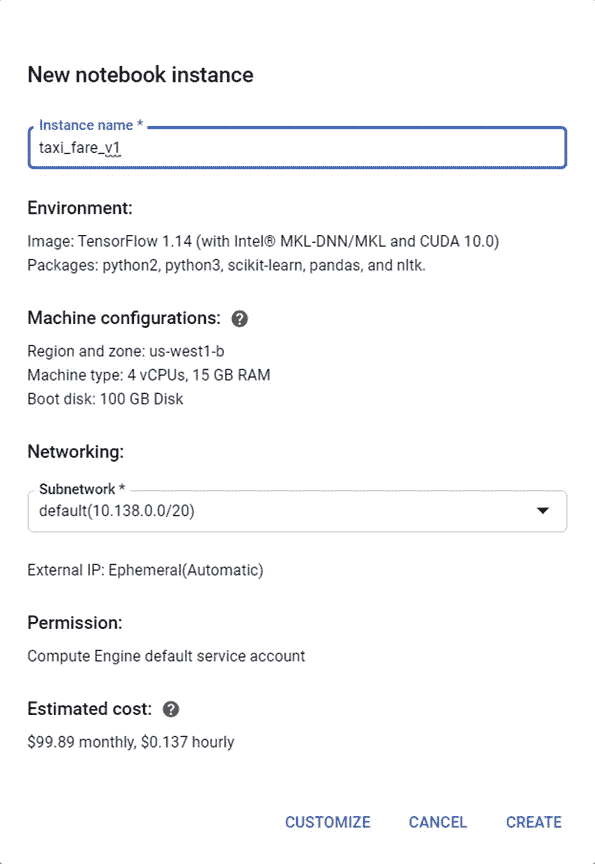 New notebook instance
Instance name *
taxi_fare_v1
Environment:
Image: TensorFlow 1.14 (with Intel® MKL-DNN/MKL and CUDA 10.0)
Packages: python2, python3, scikit-learn, pandas, and nltk.
Machine configurations: ?
Region and zone: us-west1-b
Machine type: 4 vCPUs, 15 GB RAM
Boot disk: 100 GB Disk
Networking:
Subnetwork *
default(10.138.0.0/20)
External IP: Ephemeral(Automatic)
Permission:
Compute Engine default service account
Estimated cost: ?
$99.89 monthly, $0.137 hourly
CUSTOMIZE CANCEL CREATE